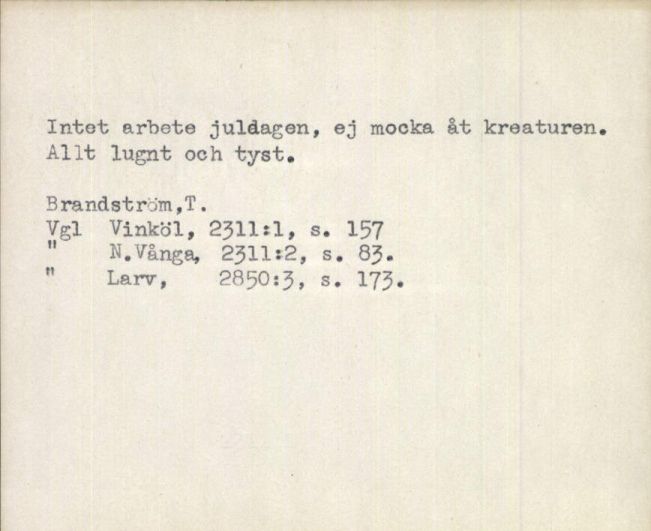 Intet arbete juldagen, ej mocka åt kreaturen.
Allt lugnt och tyst.
Brandström,T.
Vgl Vinköl, 2311:1, s. 157
" N.Vånga, 2311:2, s. 83.
" Larv, 2850:3, s. 173.